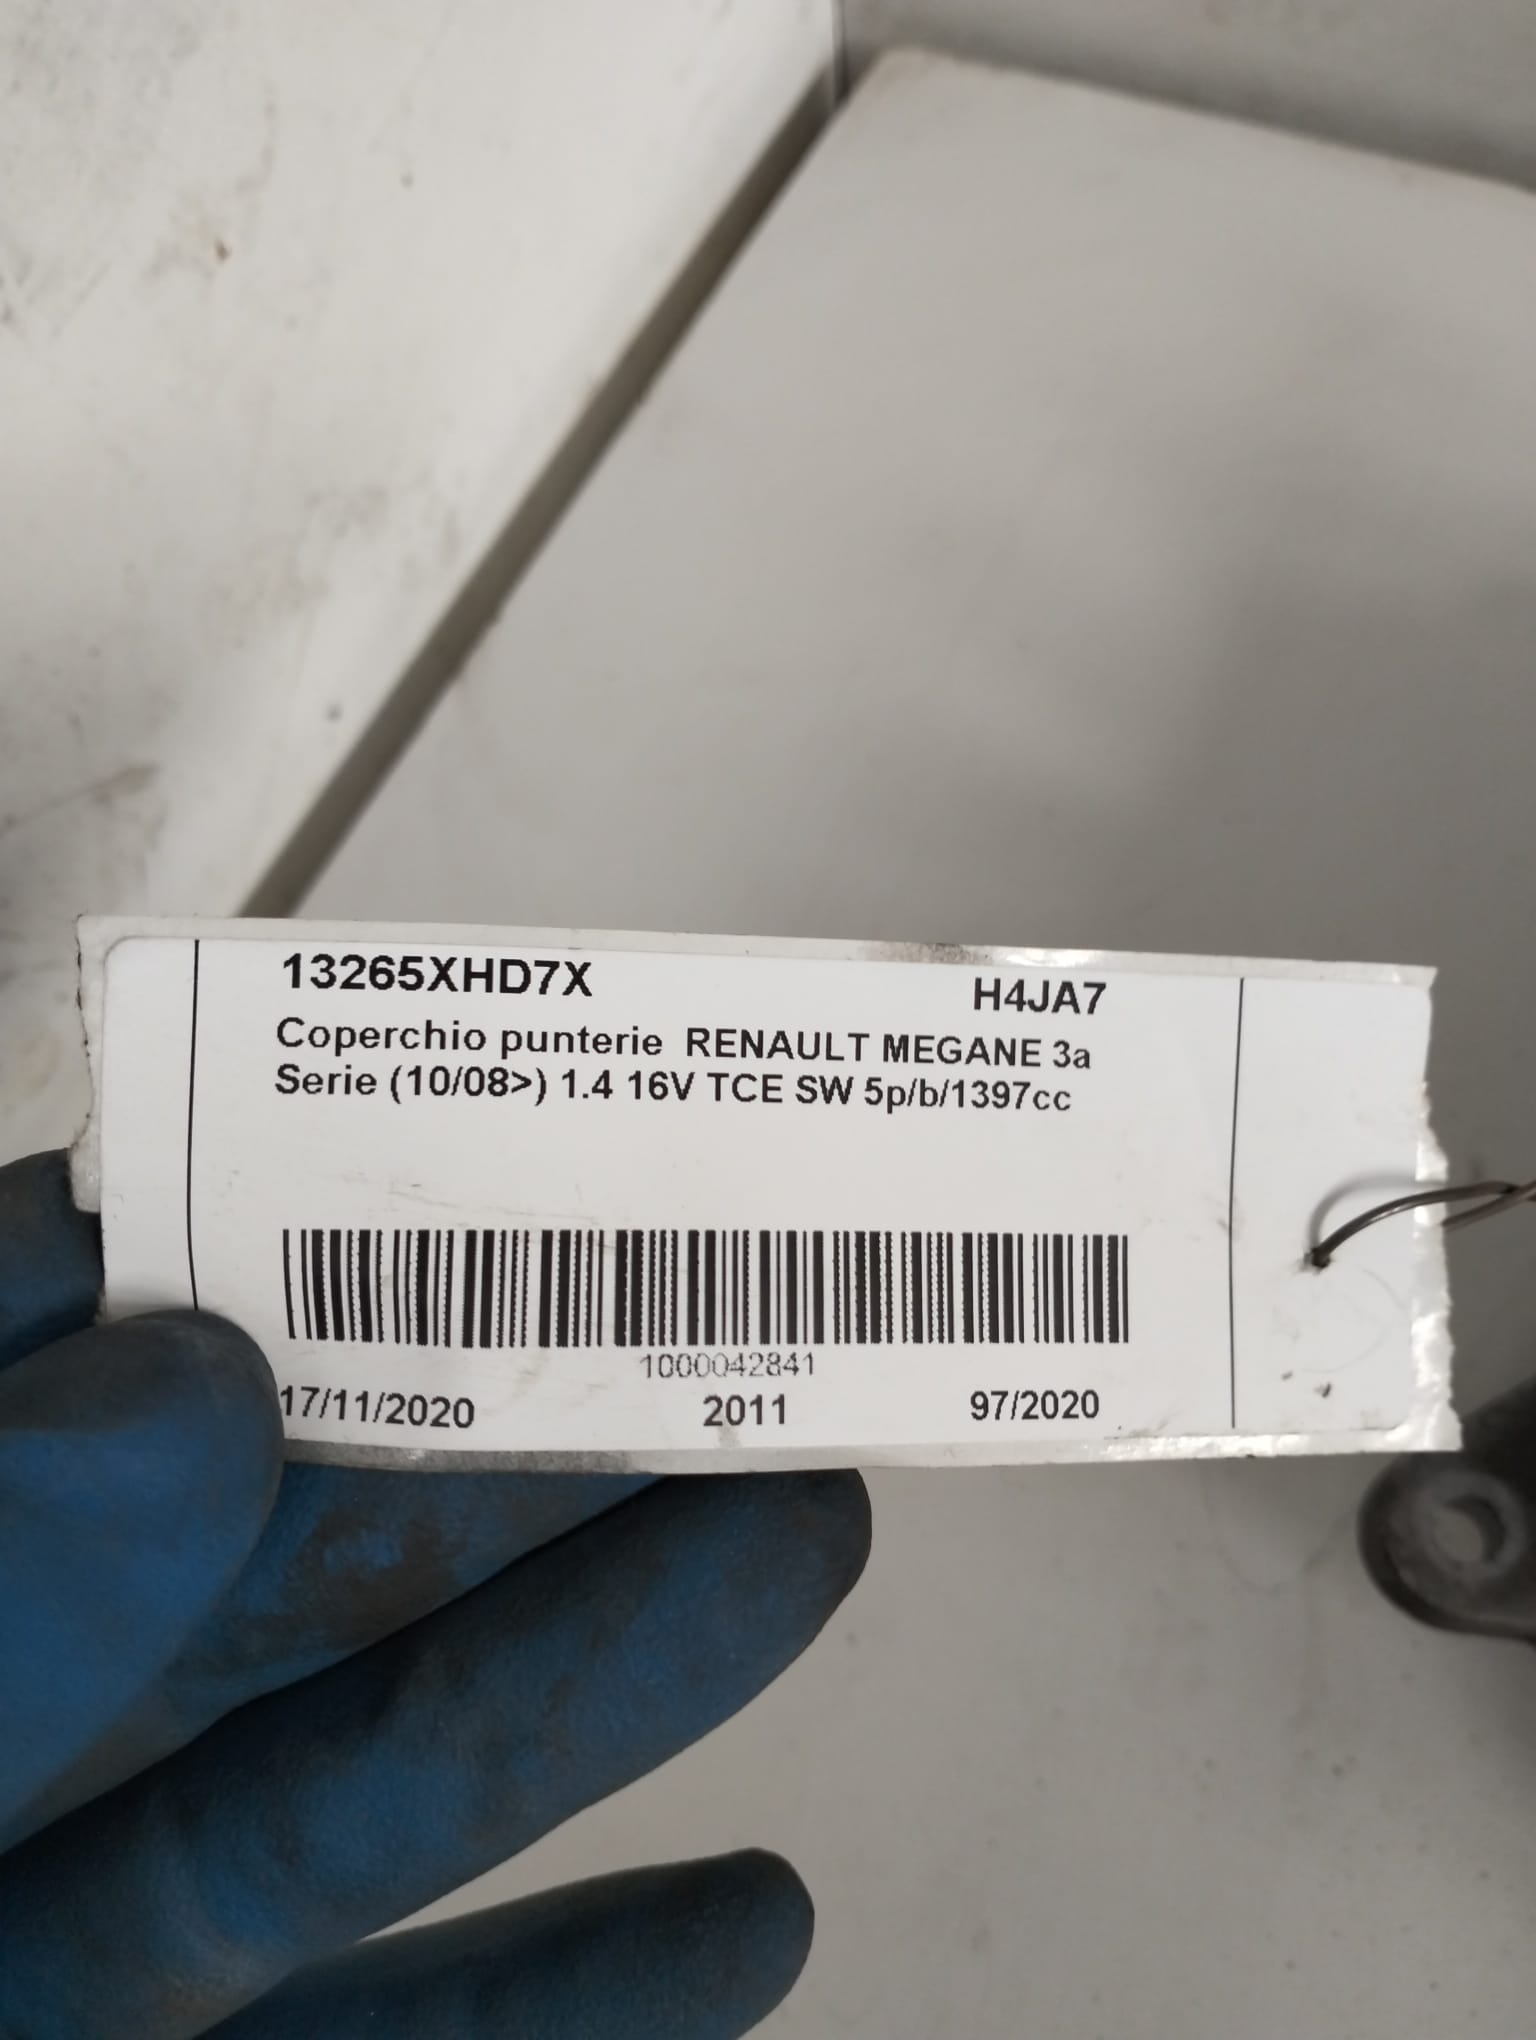 13265XHD7X H4JA7
Coperchio punterie RENAULT MEGANE 3a
Serie (10/08>) 1.4 16V TCE SW 5p/b/1397cc
1000042841
17/11/2020 2011 97/2020